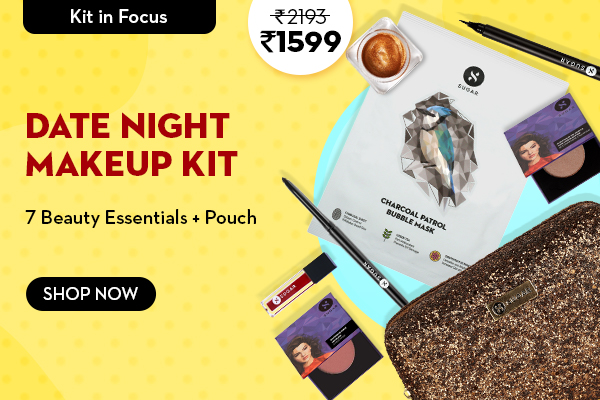 Kit in Focus
₹2193
₹1599
DATE NIGHT
MAKEUP KIT
7 Beauty Essentials + Pouch
SHOP NOW
SUGAR
SUGAR
CHARCOAL PATROL
BUBBLE MASK
SUGAR
SUGAR